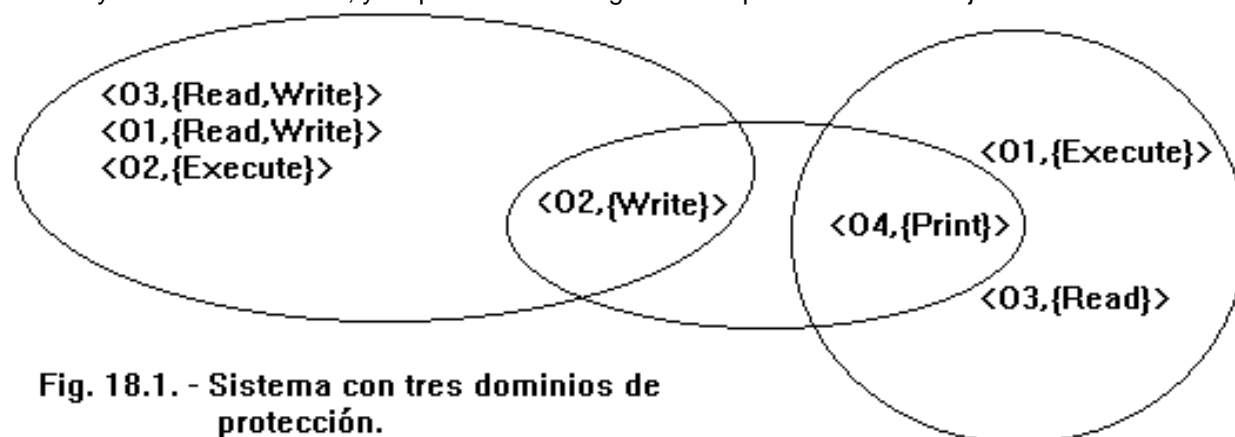 <O3,{Read,Write}>
<O1,{Read,Write}>
<O2,{Execute}>
<O2,{Write}>
<O1,{Execute}>
<O4,{Print}>
<O3,{Read}>
Fig. 18.1. - Sistema con tres dominios de
protección.